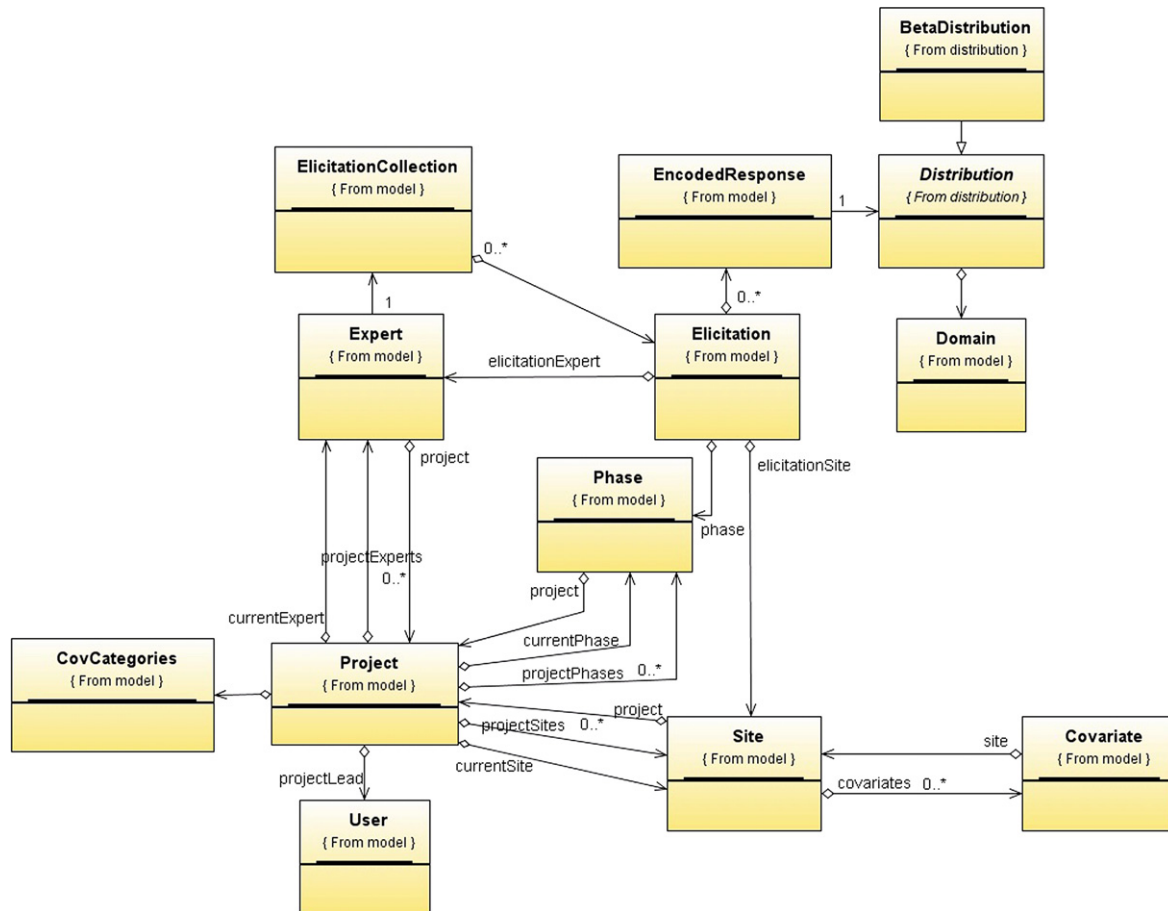 BetaDistribution
{ From distribution }
ElicitationCollection
{ From model }
EncodedResponse
{ From model }
1
Distribution
{ From distribution }
0..*
1
0..*
Expert
{ From model }
elicitationExpert
Elicitation
{ From model }
Domain
{ From model }
project
elicitationSite
Phase
{ From model }
phase
projectExperts
0..*
project
currentExpert
currentPhase
CovCategories
{ From model }
Project
{ From model }
projectPhases 0..*
project
projectSites 0..*
currentSite
Site
{ From model }
site
Covariate
{ From model }
covariates 0..*
projectLead
User
{ From model }